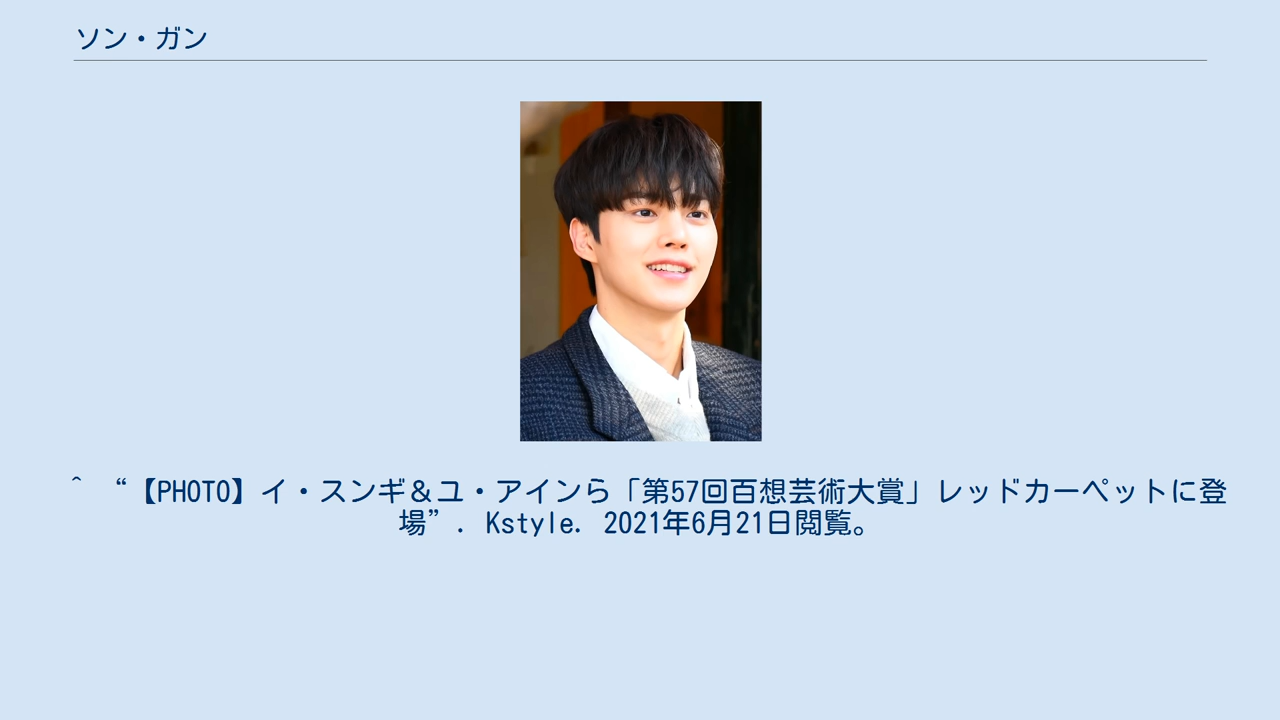 ソン・ガン
^ “【PHOTO】イ・スンギ＆ユ・アインら「第57回百想芸術大賞」レッドカーペットに登
場”. Kstyle. 2021年6月21日閲覧。